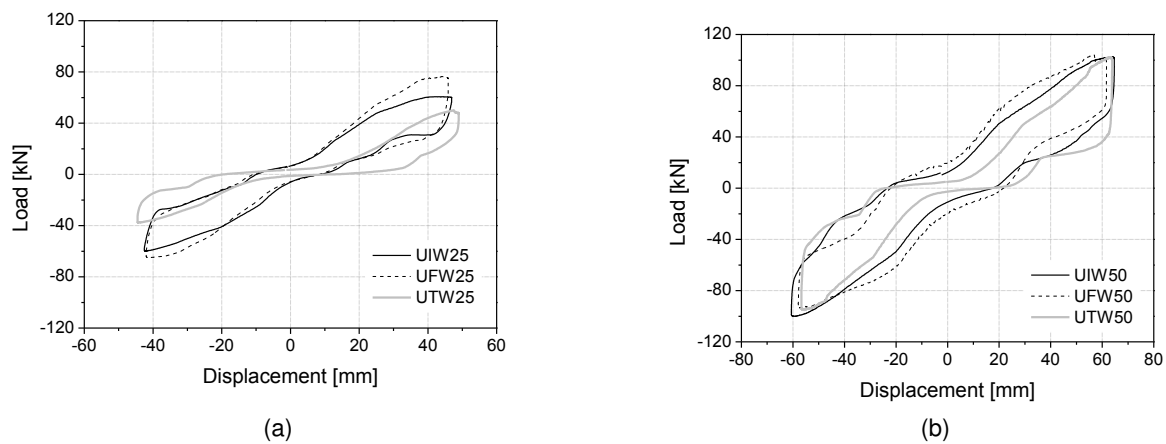 120
80
40
0
-40
-80
-120
Load [kN]
-60 -40 -20 0 20 40 60
Displacement [mm]
UIW25
UFW25
UTW25
(a)
120
80
40
0
-40
-80
-120
Load [kN]
-80 -60 -40 -20 0 20 40 60 80
Displacement [mm]
UIW50
UFW50
UTW50
(b)